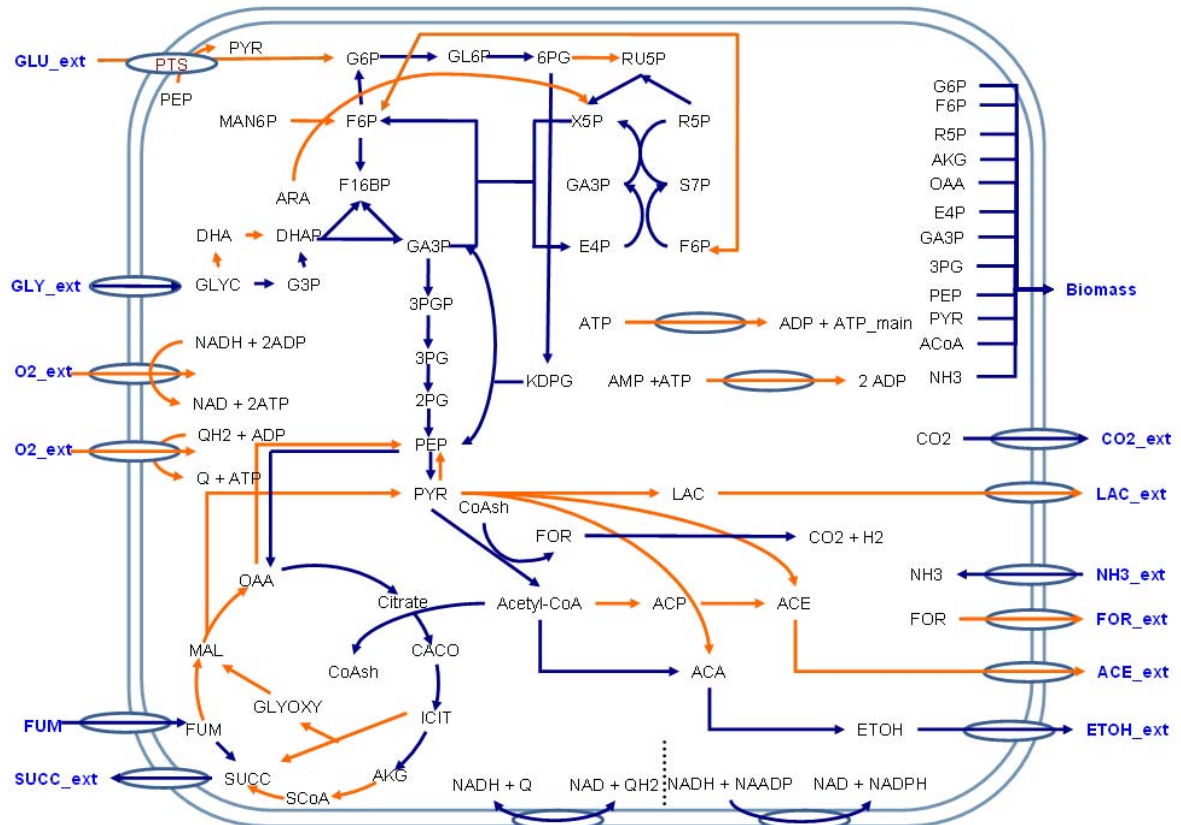 GLU_ext
PTS
PYR
PEP
G6P
GL6P
6PG
RU5P
MAN6P
F6P
X5P
R5P
F16BP
GA3P
S7P
ARA
DHA
DHAP
GA3P
E4P
F6P
GLY_ext
GLYC
G3P
3PGP
ATP
ADP + ATP_main
NADH + 2ADP
O2_ext
NAD + 2ATP
3PG
2PG
KDPG
AMP +ATP
2 ADP
QH2 + ADP
O2_ext
Q + ATP
PEP
PYR
CoAsh
LAC
FOR
CO2 + H2
OAA
Citrate
Acetyl-CoA
ACP
ACE
MAL
CoAsh
CACO
ACA
GLYOXY
ICIT
FUM
FUM
ETOH
SUCC_ext
SUCC
SCoA
AKG
NADH + Q
NAD + QH2
NADH + NAADP
NAD + NADPH
G6P
F6P
R5P
AKG
OAA
E4P
GA3P
3PG
PEP
PYR
ACoA
NH3
Biomass
CO2
CO2_ext
LAC_ext
NH3
NH3_ext
FOR
FOR_ext
ACE_ext
ETOH_ext